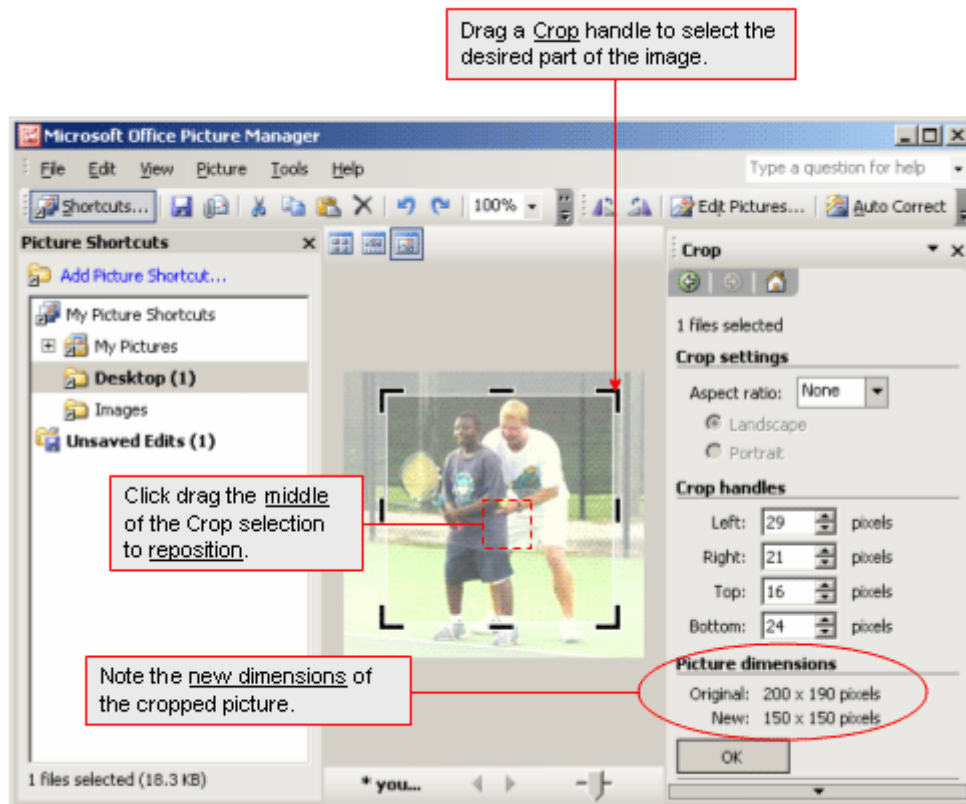 Drag a Crop handle to select the
desired part of the image.
Microsoft Office Picture Manager
File Edit View Picture Tools Help
Type a question for help
Shortcuts... 100% Edit Pictures... Auto Correct
Picture Shortcuts
Add Picture Shortcut...
My Picture Shortcuts
My Pictures
Desktop (1)
Images
Unsaved Edits (1)
Click drag the middle
of the Crop selection
to reposition.
Note the new dimensions of
the cropped picture.
1 files selected (18.3 KB)
* you...
Crop
1 files selected
Crop settings
Aspect ratio: None
Landscape
Portrait
Crop handles
Left: 29 pixels
Right: 21 pixels
Top: 16 pixels
Bottom: 24 pixels
Picture dimensions
Original: 200 x 190 pixels
New: 150 x 150 pixels
OK